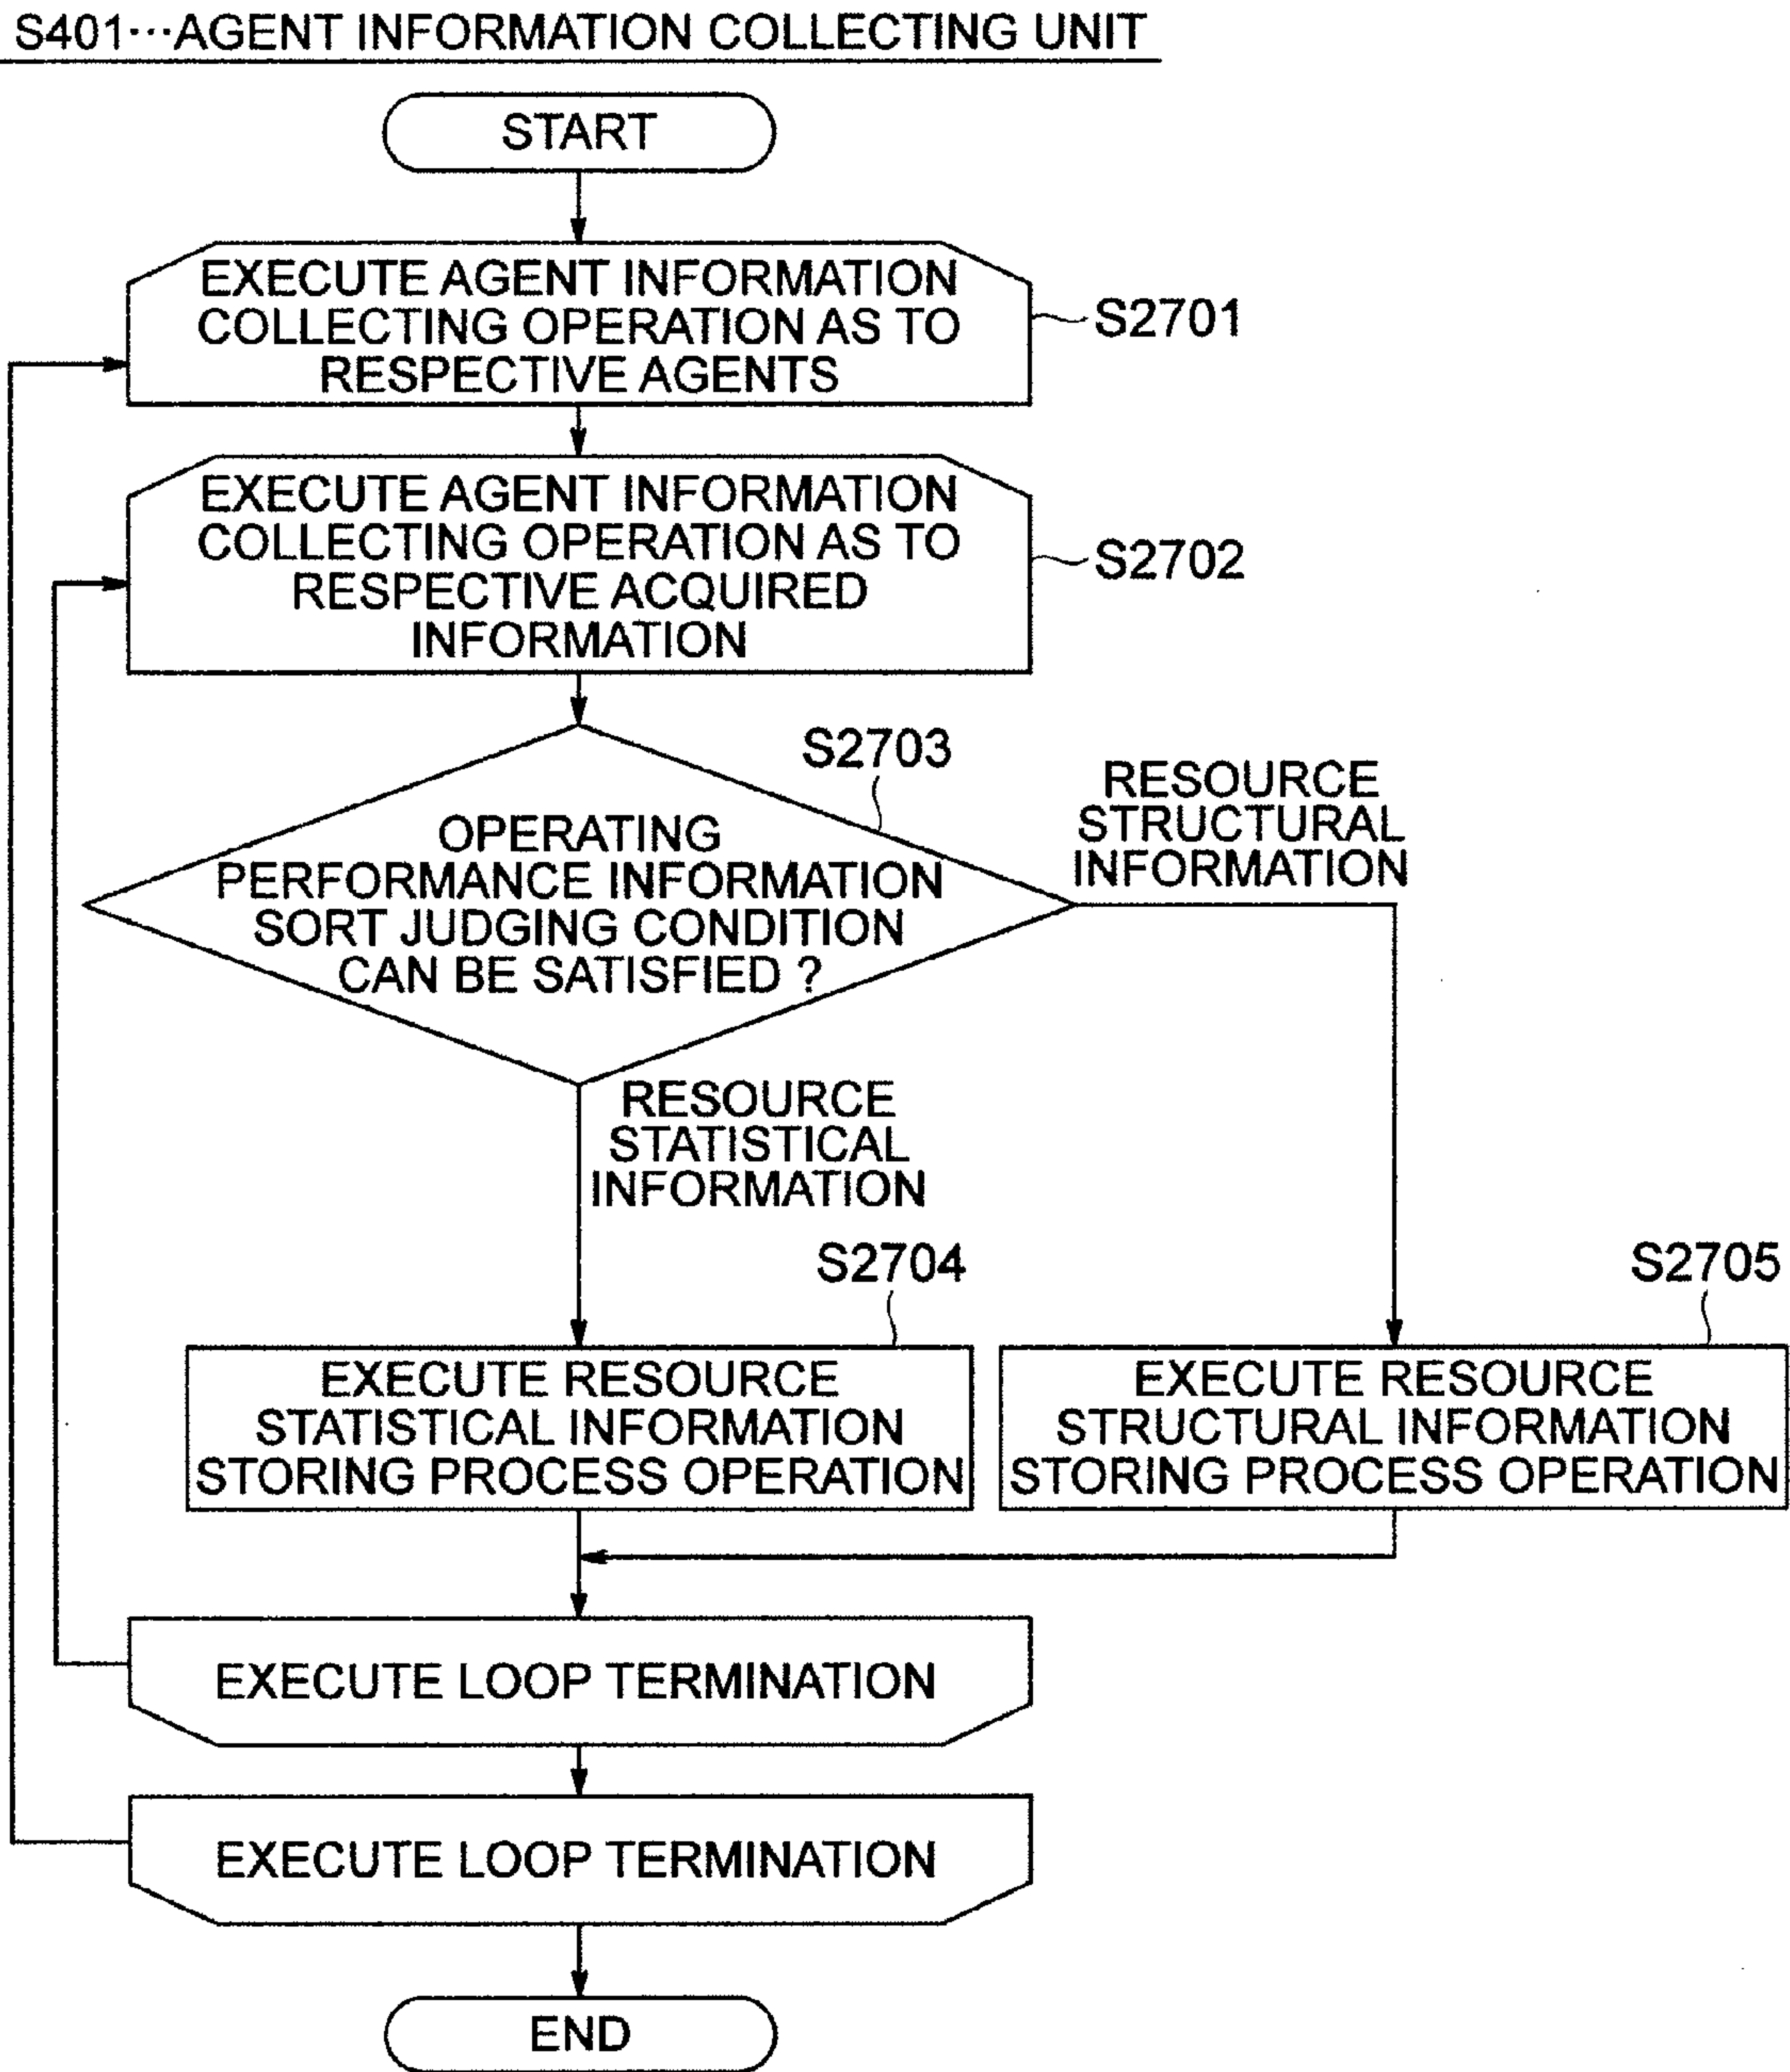 S401···AGENT INFORMATION COLLECTING UNIT
START
EXECUTE AGENT INFORMATION
COLLECTING OPERATION AS TO
RESPECTIVE AGENTS
S2701
EXECUTE AGENT INFORMATION
COLLECTING OPERATION AS TO
RESPECTIVE ACQUIRED
INFORMATION
S2702
S2703
OPERATING
PERFORMANCE INFORMATION
SORT JUDGING CONDITION
CAN BE SATISFIED ?
RESOURCE
STRUCTURAL
INFORMATION
RESOURCE
STATISTICAL
INFORMATION
S2704
EXECUTE RESOURCE
STATISTICAL INFORMATION
STORING PROCESS OPERATION
S2705
EXECUTE RESOURCE
STRUCTURAL INFORMATION
STORING PROCESS OPERATION
EXECUTE LOOP TERMINATION
EXECUTE LOOP TERMINATION
END